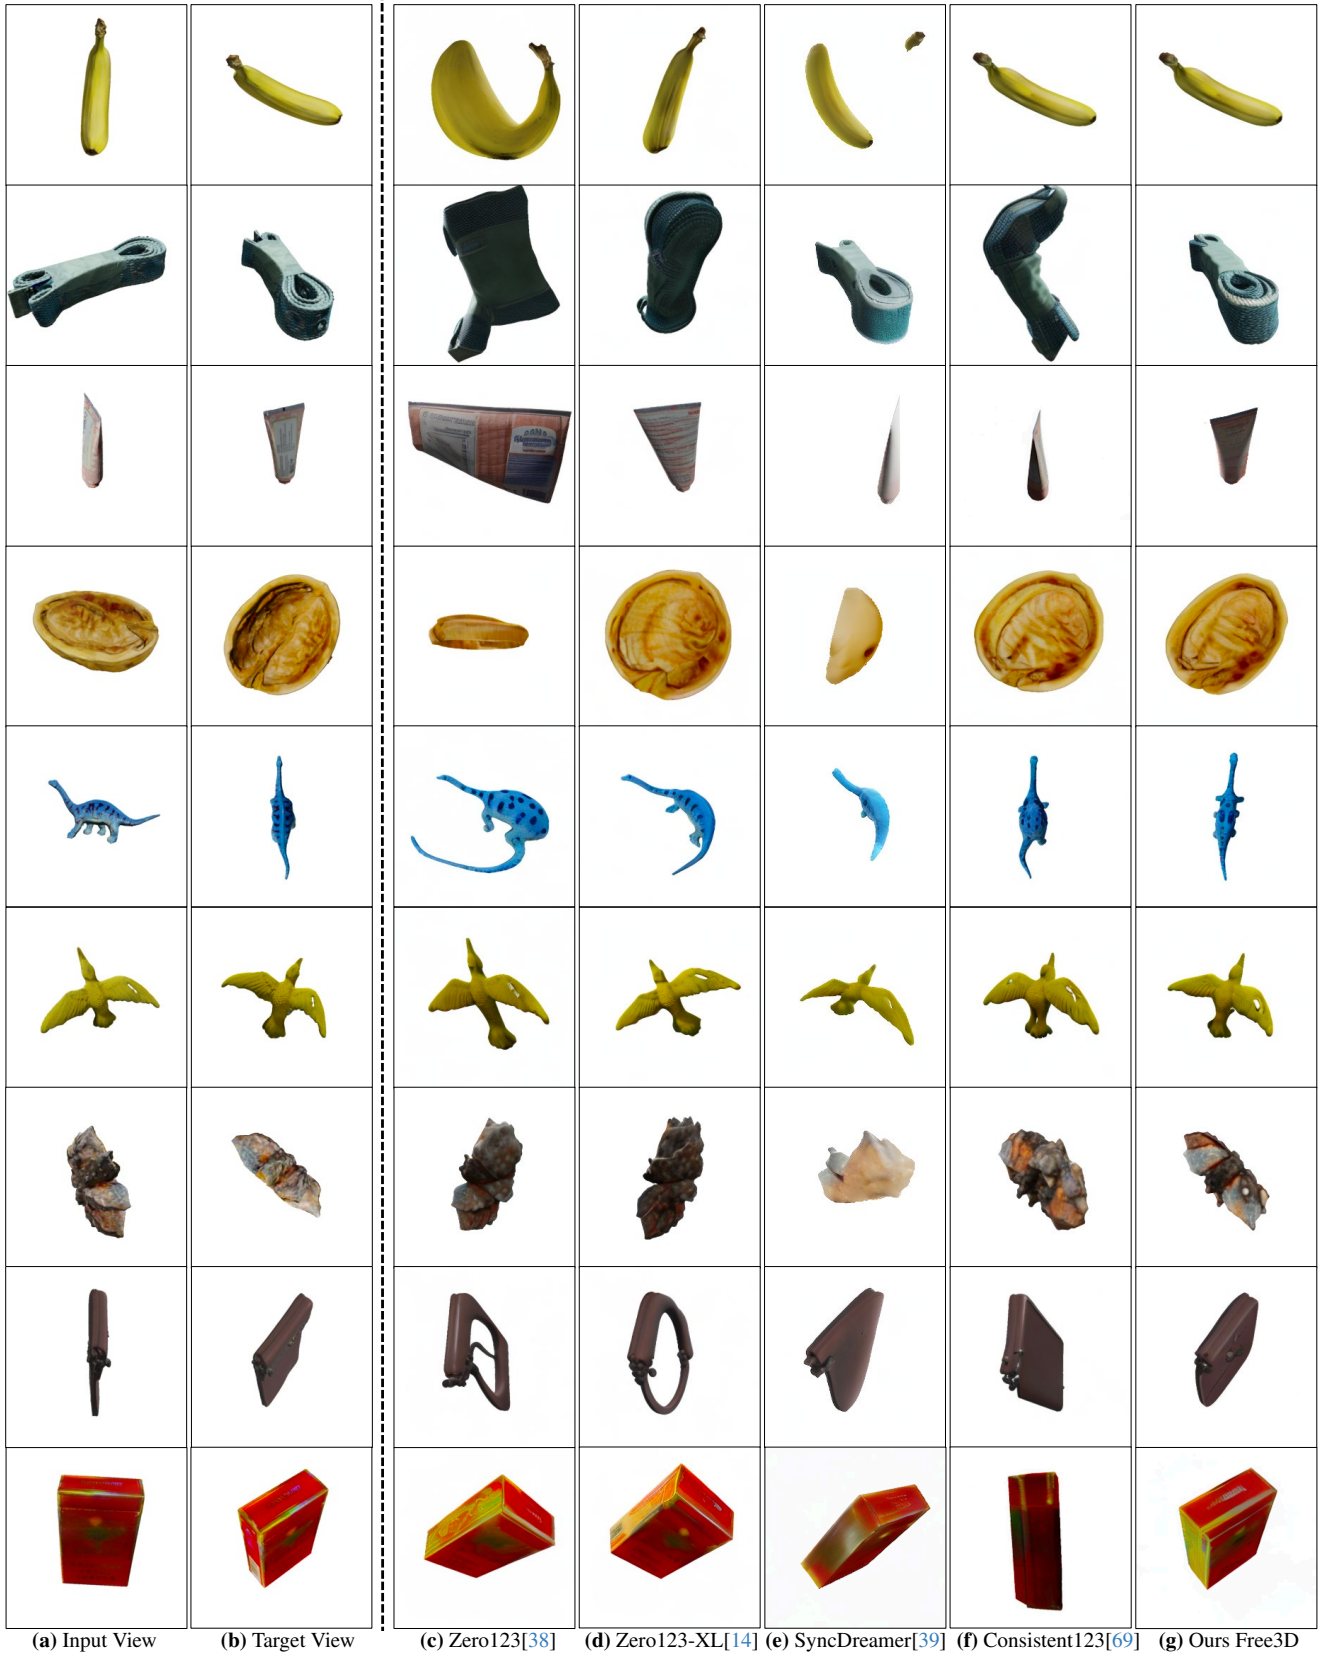 (a) Input View (b) Target View (c) Zero123[38] (d) Zero123-XL[14] (e) SyncDreamer[39] (f) Consistent123[69] (g) Ours Free3D